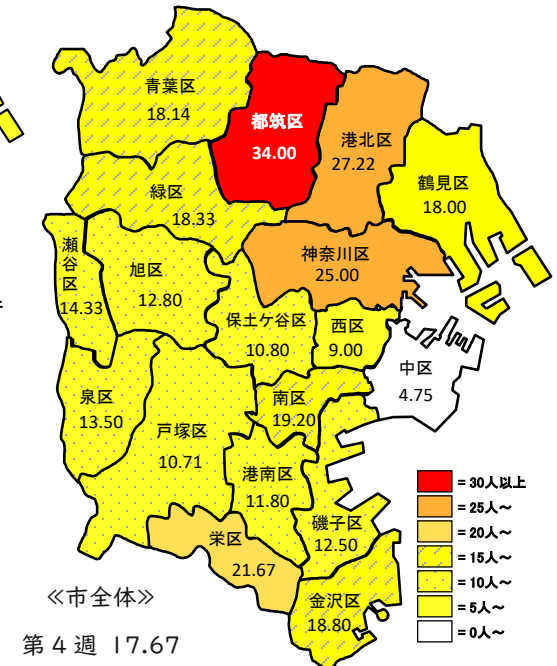 青葉区
18.14
都筑区
34.00
港北区
27.22
鶴見区
18.00
緑区
18.33
瀬谷区
14.33
旭区
12.80
神奈川区
25.00
保土ケ谷区
10.80
西区
9.00
中区
4.75
泉区
13.50
戸塚区
10.71
南区
19.20
港南区
11.80
磯子区
12.50
栄区
21.67
金沢区
18.80
=30人以上
=25人～
=20人～
=15人～
=10人～
=5人～
=0人～
≪市全体≫
第4週 17.67